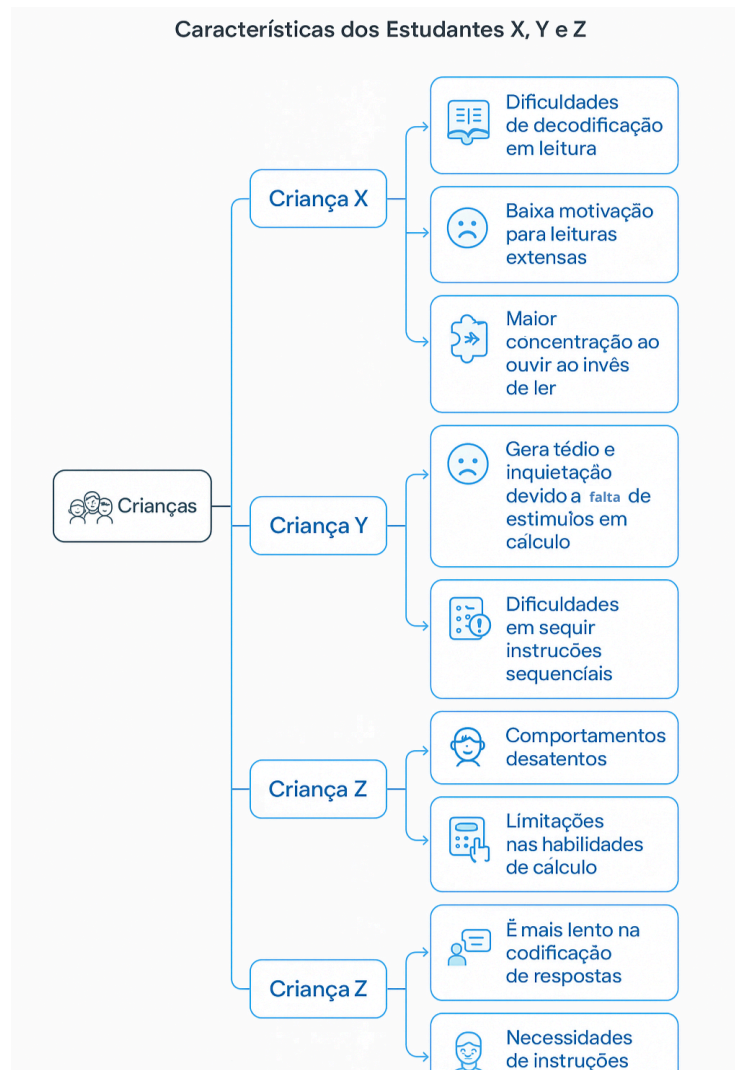 Características dos Estudantes X, Y e Z
Crianças
Criança X
Dificuldades
de decodificação
em leitura
Baixa motivação
para leituras
extensas
Maior
concentração ao
ouvir ao invês
de ler
Criança Y
Gera tédio e
inquietação
devido a falta de
estimulos em
cálculo
Dificuldades
em sequir
instrucões
sequencíais
Criança Z
Comportamentos
desatentos
Límitações
nas habilidades
de cálculo
Criança Z
Ĕ mais lento na
codificação
de respostas
Necessidades
de instruções